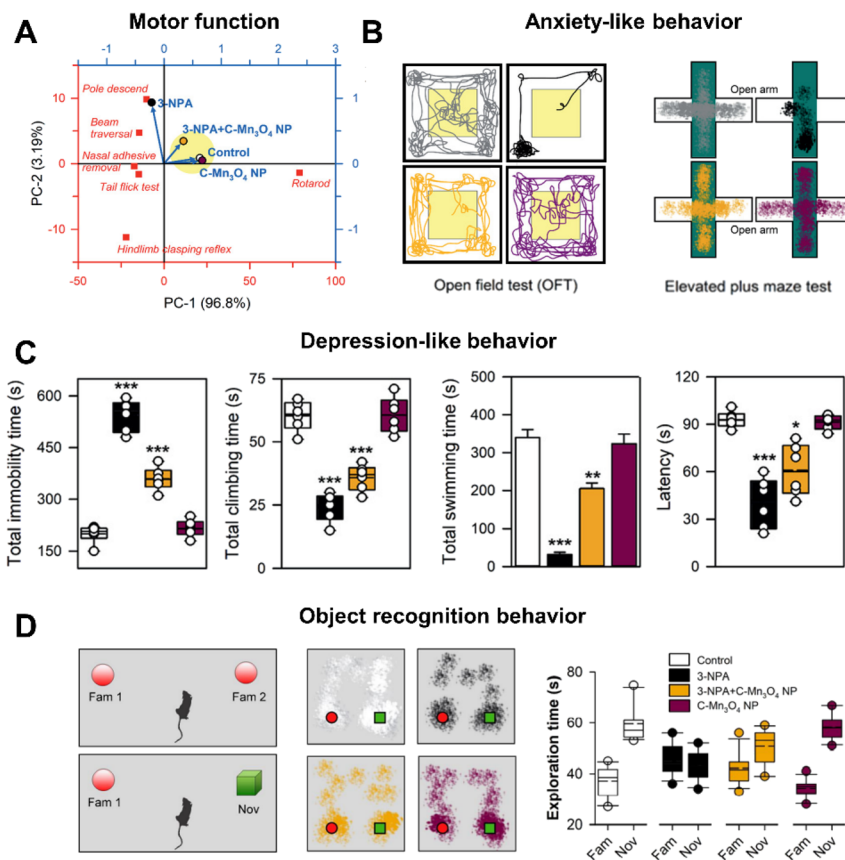 Motor function
Anxiety-like behavior
A
B
-1 0 1 2 3
Pole descend
3-NPA
Beam traversal
3-NPA+C-Mn₃O₄ NP
Nasal adhesive removal
Control
C-Mn₃O₄ NP
Tail flick test
Rotarod
Hindlimb clasping reflex
PC-2 (3.19%)
10
0
-10
1
0
-1
-50 0 50 100
PC-1 (96.8%)
Open arm
Open arm
Open field test (OFT)
Elevated plus maze test
C
Depression-like behavior
Total immobility time (s)
600
450
300
150
***
***
Total climbing time (s)
75
50
25
0
***
***
Total swimming time (s)
500
400
300
200
100
0
***
**
Latency (s)
120
90
60
30
0
***
*
D
Object recognition behavior
Fam 1
Fam 2
Fam 1
Nov
Exploration time (s)
80
60
40
20
Control
3-NPA
3-NPA+C-Mn₃O₄ NP
C-Mn₃O₄ NP
Fam Nov Fam Nov Fam Nov Fam Nov